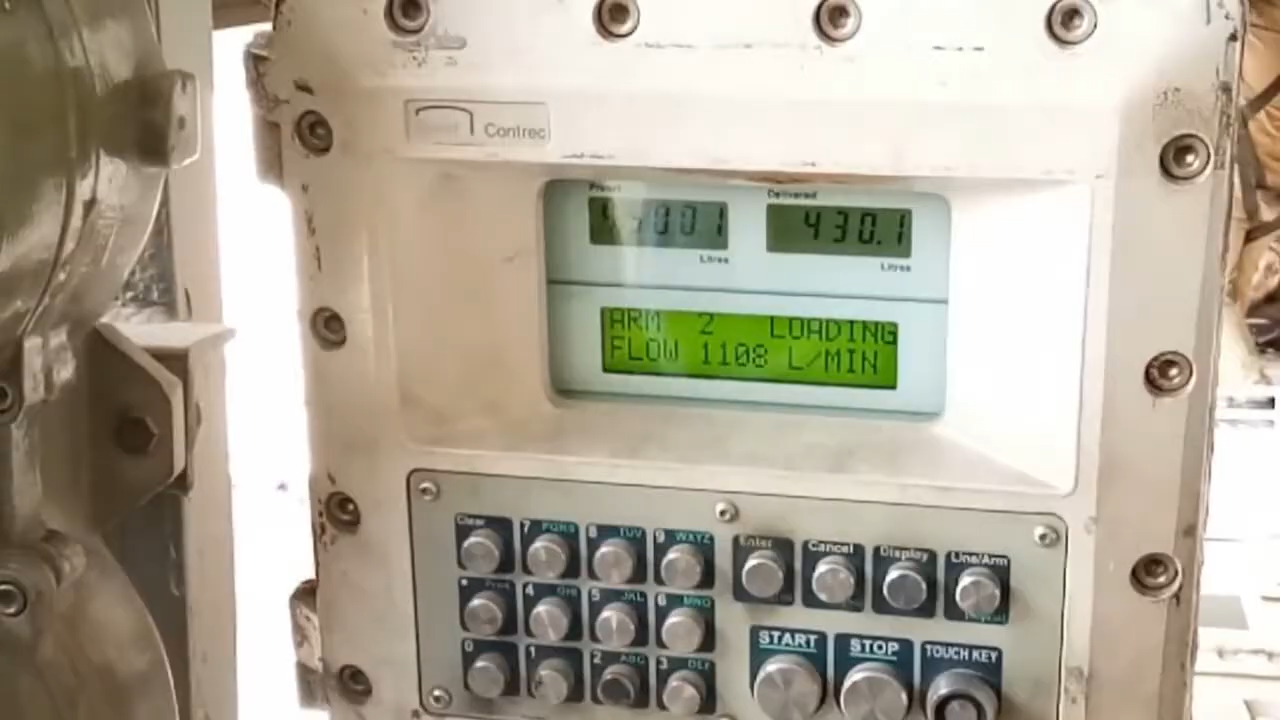 Contrec
Preset
Delivered
430.1
Litres
Litres
ARM 2 LOADING
FLOW 1108 L/MIN
Clear
7 PQRS
8 TUV
9 WXYZ
Enter
Cancel
Display
Line/Arm
Print
4 GHI
5 JKL
6 MNO
0
1
2 ABC
3 DEF
START
STOP
TOUCH KEY